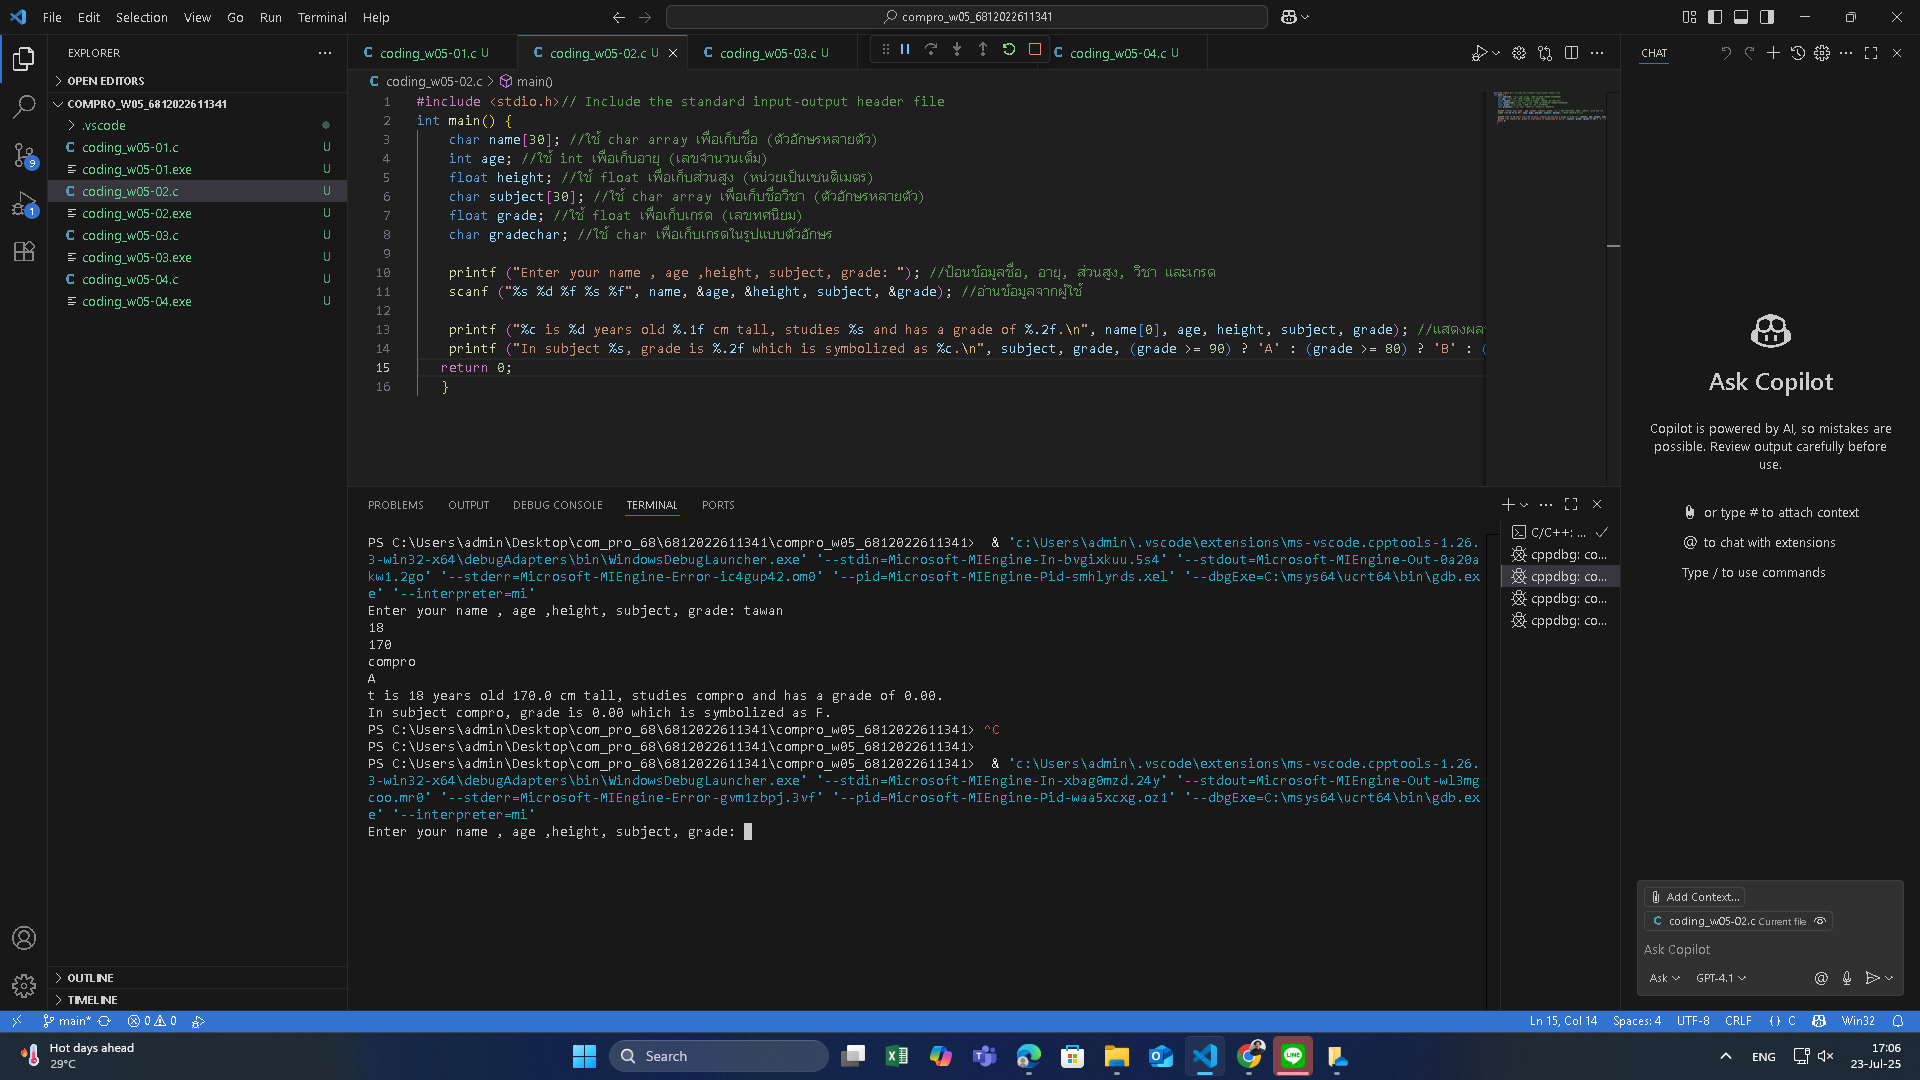 File Edit Selection View Go Run Terminal Help
compro_w05_6812022611341
EXPLORER
OPEN EDITORS
COMPRO_W05_6812022611341
.vscode
coding_w05-01.c U
coding_w05-01.exe U
coding_w05-02.c U
coding_w05-02.exe U
coding_w05-03.c U
coding_w05-03.exe U
coding_w05-04.c U
coding_w05-04.exe U
9
1
OUTLINE
TIMELINE
C coding_w05-01.c U
C coding_w05-02.c U
C coding_w05-03.c U
C coding_w05-04.c U
C coding_w05-02.c > main()
1 #include <stdio.h>// Include the standard input-output header file
2 int main() {
3 char name[30]; //ใช้ char array เพื่อเก็บชื่อ (ตัวอักษรหลายตัว)
4 int age; //ใช้ int เพื่อเก็บอายุ (เลขจำนวนเต็ม)
5 float height; //ใช้ float เพื่อเก็บส่วนสูง (หน่วยเป็นเซนติเมตร)
6 char subject[30]; //ใช้ char array เพื่อเก็บชื่อวิชา (ตัวอักษรหลายตัว)
7 float grade; //ใช้ float เพื่อเก็บเกรด (เลขทศนิยม)
8 char gradechar; //ใช้ char เพื่อเก็บเกรดในรูปแบบตัวอักษร
9
10 printf ("Enter your name , age ,height, subject, grade: "); //ป้อนข้อมูลชื่อ, อายุ, ส่วนสูง, วิชา และเกรด
11 scanf ("%s %d %f %s %f", name, &age, &height, subject, &grade); //อ่านข้อมูลจากผู้ใช้
12
13 printf ("%c is %d years old %.1f cm tall, studies %s and has a grade of %.2f.\n", name[0], age, height, subject, grade); //แสดงผล
14 printf ("In subject %s, grade is %.2f which is symbolized as %c.\n", subject, grade, (grade >= 90) ? 'A' : (grade >= 80) ? 'B' : (
15 return 0;
16 }
PROBLEMS OUTPUT DEBUG CONSOLE TERMINAL PORTS
PS C:\Users\admin\Desktop\com_pro_68\6812022611341\compro_w05_6812022611341> & 'c:\Users\admin\.vscode\extensions\ms-vscode.cpptools-1.26.
3-win32-x64\debugAdapters\bin\WindowsDebugLauncher.exe' '--stdin=Microsoft-MIEngine-In-bvgixkuu.5s4' '--stdout=Microsoft-MIEngine-Out-0a20a
kw1.2go' '--stderr=Microsoft-MIEngine-Error-ic4gup42.om0' '--pid=Microsoft-MIEngine-Pid-smhlyrds.xel' '--dbgExe=C:\msys64\ucrt64\bin\gdb.ex
e' '--interpreter=mi'
Enter your name , age ,height, subject, grade: tawan
18
170
compro
A
t is 18 years old 170.0 cm tall, studies compro and has a grade of 0.00.
In subject compro, grade is 0.00 which is symbolized as F.
PS C:\Users\admin\Desktop\com_pro_68\6812022611341\compro_w05_6812022611341> ^C
PS C:\Users\admin\Desktop\com_pro_68\6812022611341\compro_w05_6812022611341>
PS C:\Users\admin\Desktop\com_pro_68\6812022611341\compro_w05_6812022611341> & 'c:\Users\admin\.vscode\extensions\ms-vscode.cpptools-1.26.
3-win32-x64\debugAdapters\bin\WindowsDebugLauncher.exe' '--stdin=Microsoft-MIEngine-In-xbag0mzd.24y' '--stdout=Microsoft-MIEngine-Out-wl3mg
coo.mr0' '--stderr=Microsoft-MIEngine-Error-gvm1zbpj.3vf' '--pid=Microsoft-MIEngine-Pid-waa5xcxg.oz1' '--dbgExe=C:\msys64\ucrt64\bin\gdb.ex
e' '--interpreter=mi'
Enter your name , age ,height, subject, grade:
C/C++: ...
cppdbg: co...
cppdbg: co...
cppdbg: co...
cppdbg: co...
CHAT
Ask Copilot
Copilot is powered by AI, so mistakes are
possible. Review output carefully before
use.
or type # to attach context
@ to chat with extensions
Type / to use commands
Add Context...
C coding_w05-02.c Current file
Ask Copilot
Ask GPT-4.1
main* 0 0
Ln 15, Col 14 Spaces: 4 UTF-8 CRLF {} C Win32
Hot days ahead
29°C
Search
LINE
ENG
17:06
23-Jul-25